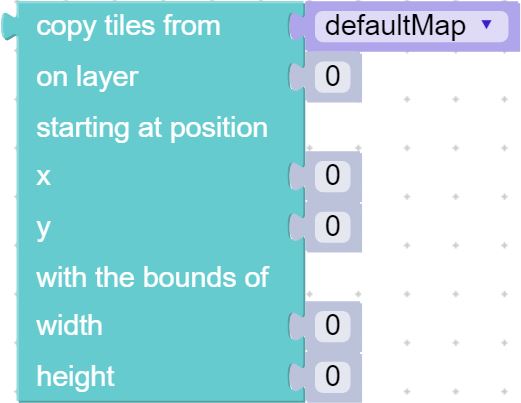 copy tiles from defaultMap
on layer 0
starting at position
x 0
y 0
with the bounds of
width 0
height 0